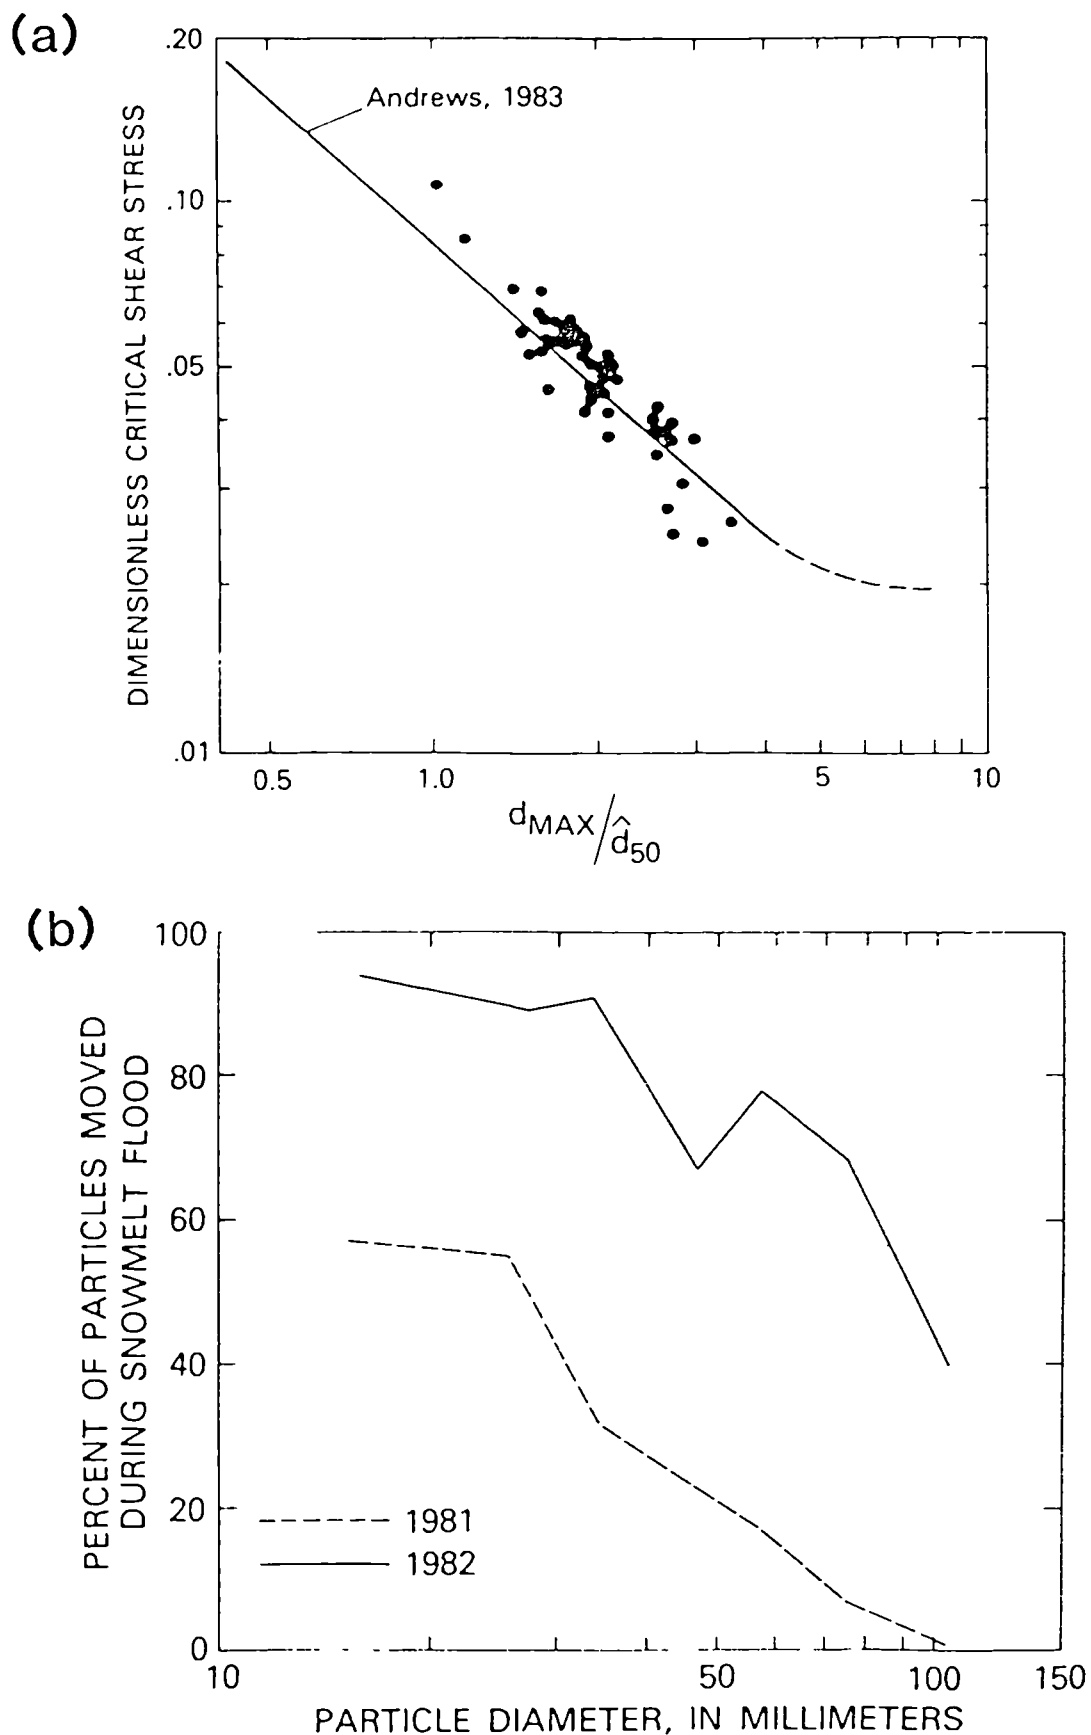 (a)
.20
Andrews, 1983
.10
.05
.01
DIMENSIONLESS CRITICAL SHEAR STRESS
0.5 1.0 5 10
dMAX/d̂50
(b)
100
80
60
40
20
0
PERCENT OF PARTICLES MOVED
DURING SNOWMELT FLOOD
1981
1982
10 50 100 150
PARTICLE DIAMETER, IN MILLIMETERS